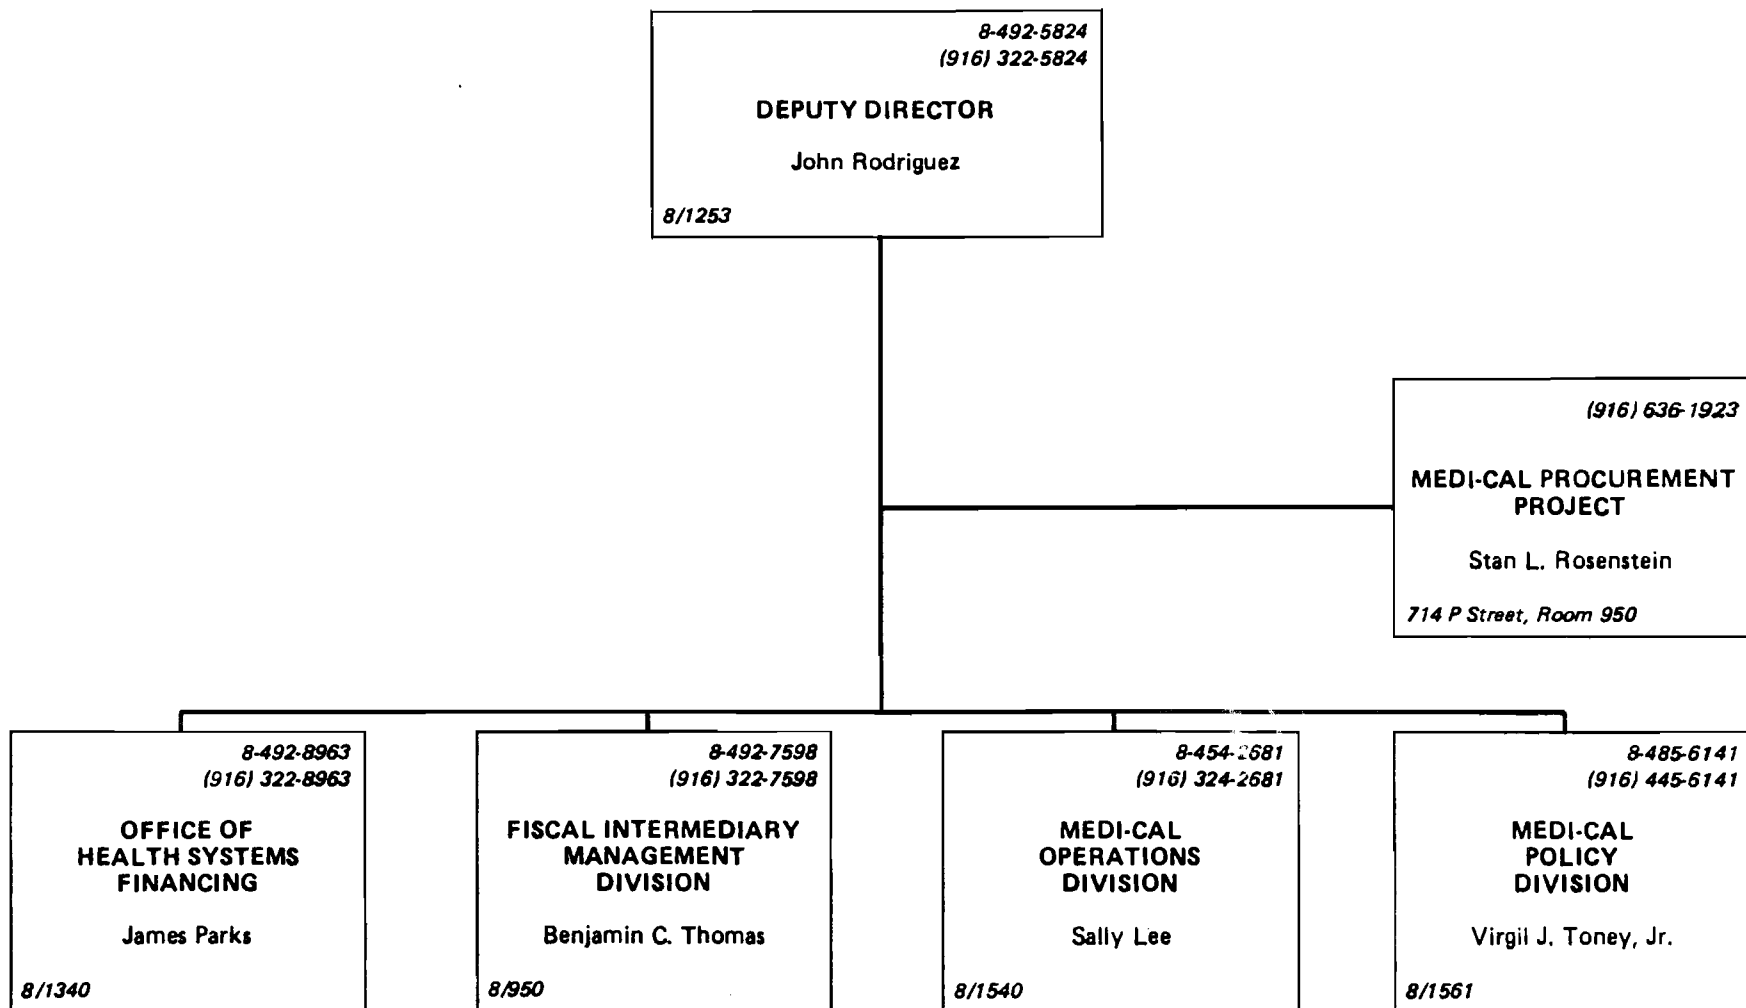 8-492-5824
(916) 322-5824
DEPUTY DIRECTOR
John Rodriguez
8/1253
(916) 636-1923
MEDI-CAL PROCUREMENT
PROJECT
Stan L. Rosenstein
714 P Street, Room 950
8-492-8963
(916) 322-8963
OFFICE OF
HEALTH SYSTEMS
FINANCING
James Parks
8/1340
8-492-7598
(916) 322-7598
FISCAL INTERMEDIARY
MANAGEMENT
DIVISION
Benjamin C. Thomas
8/950
8-454-2681
(916) 324-2681
MEDI-CAL
OPERATIONS
DIVISION
Sally Lee
8/1540
8-485-6141
(916) 445-6141
MEDI-CAL
POLICY
DIVISION
Virgil J. Toney, Jr.
8/1561